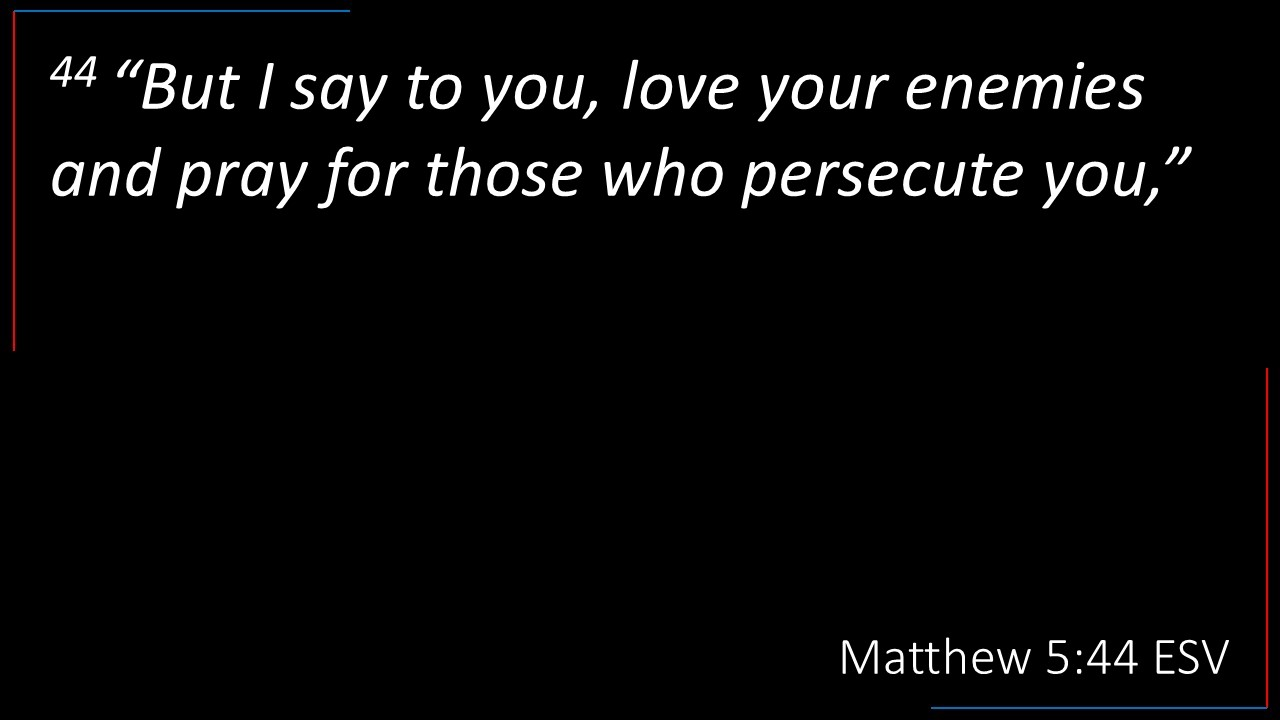 44 “But I say to you, love your enemies
and pray for those who persecute you,”
Matthew 5:44 ESV